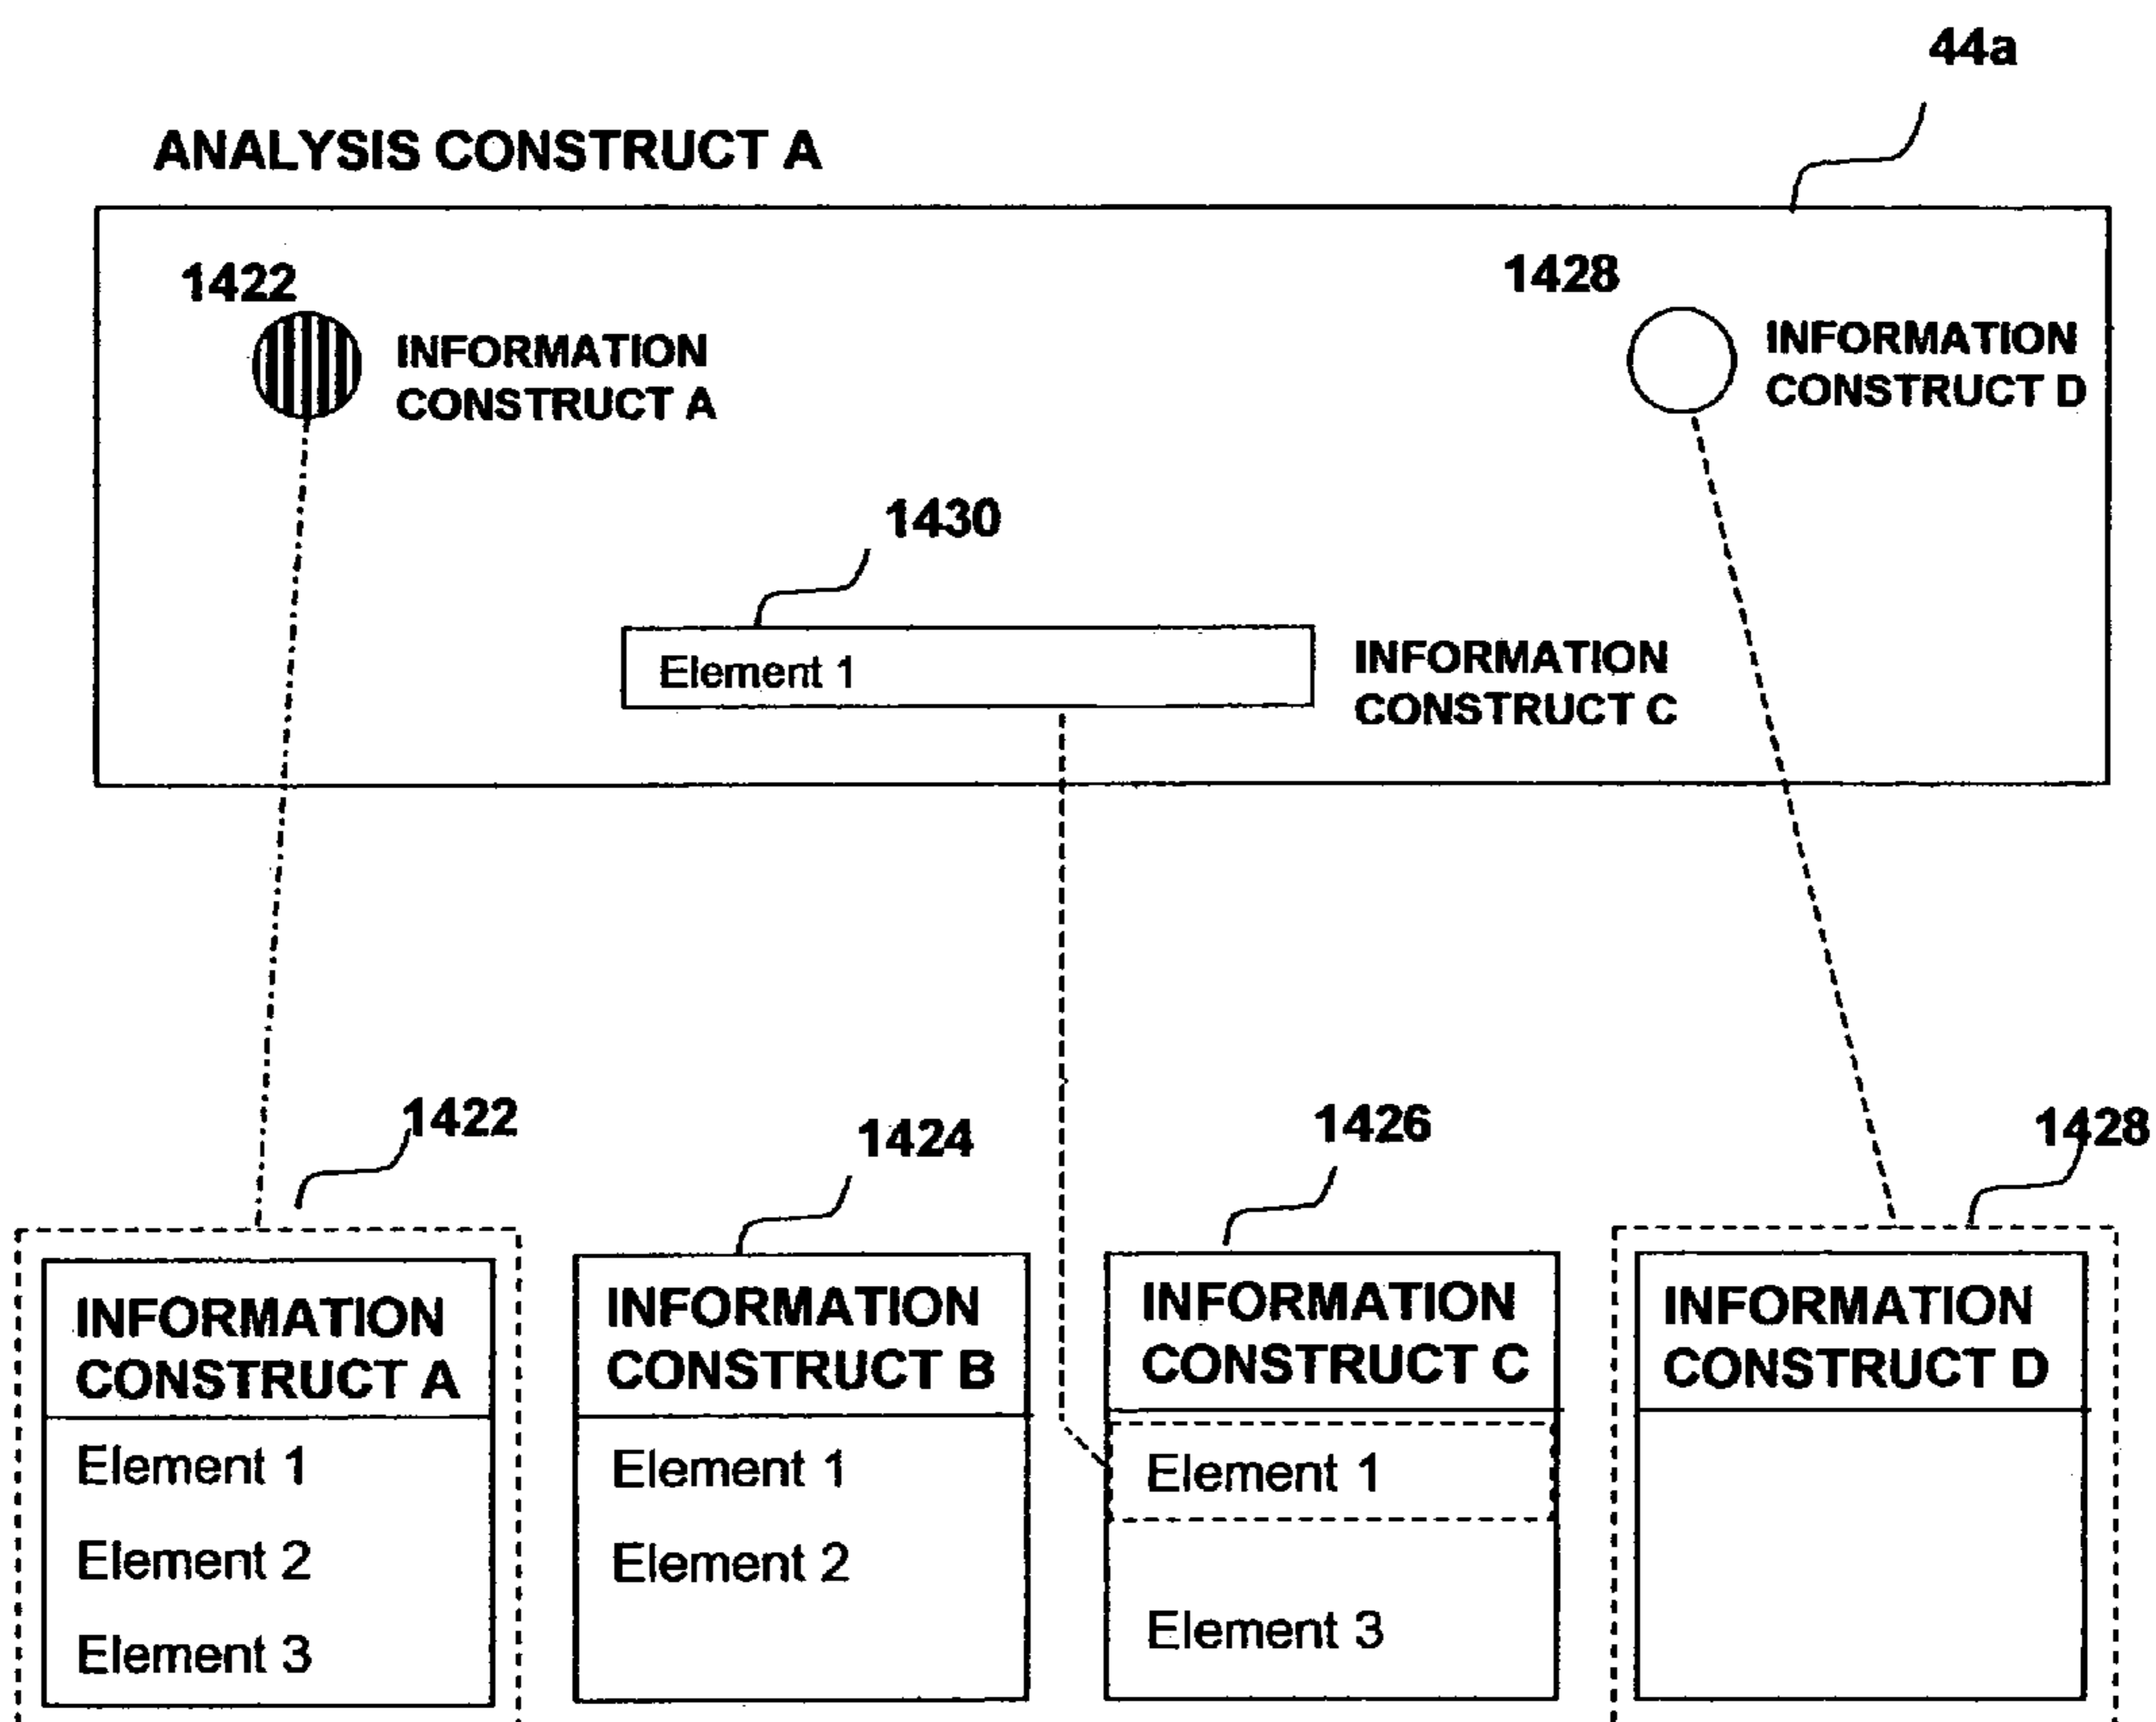 44a
ANALYSIS CONSTRUCT A
1422
1428
INFORMATION
CONSTRUCT A
INFORMATION
CONSTRUCT D
1430
Element 1
INFORMATION
CONSTRUCT C
1422
1424
1426
1428
INFORMATION
CONSTRUCT A
Element 1
Element 2
Element 3
INFORMATION
CONSTRUCT B
Element 1
Element 2
INFORMATION
CONSTRUCT C
Element 1
Element 3
INFORMATION
CONSTRUCT D